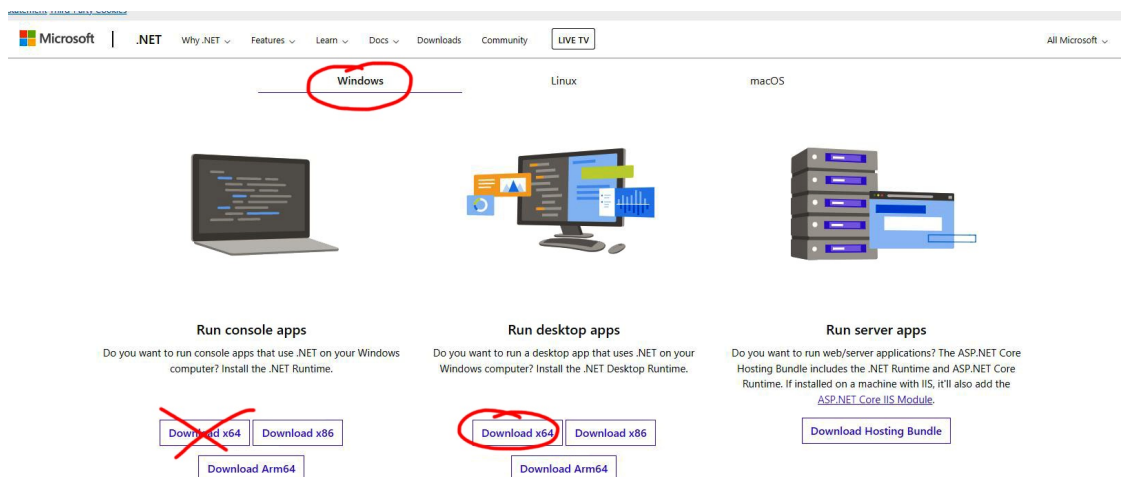 Statement Third-Party Cookies
Microsoft .NET Why .NET Features Learn Docs Downloads Community LIVE TV All Microsoft
Windows Linux macOS
Run console apps
Do you want to run console apps that use .NET on your Windows
computer? Install the .NET Runtime.
Download x64 Download x86
Download Arm64
Run desktop apps
Do you want to run a desktop app that uses .NET on your
Windows computer? Install the .NET Desktop Runtime.
Download x64 Download x86
Download Arm64
Run server apps
Do you want to run web/server applications? The ASP.NET Core
Hosting Bundle includes the .NET Runtime and ASP.NET Core
Runtime. If installed on a machine with IIS, it'll also add the
ASP.NET Core IIS Module.
Download Hosting Bundle